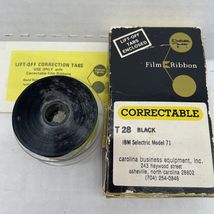 LIFT-OFF CORRECTION TABS
USE ONLY with
Correctable Film Ribbons
LIFT-OFF
TABS
ENCLOSED
Film Ribbon
CORRECTABLE
T 28 BLACK
IBM Selectric Model 71
carolina business equipment, inc.
243 haywood street
asheville, north carolina 28802
(704) 254-0846